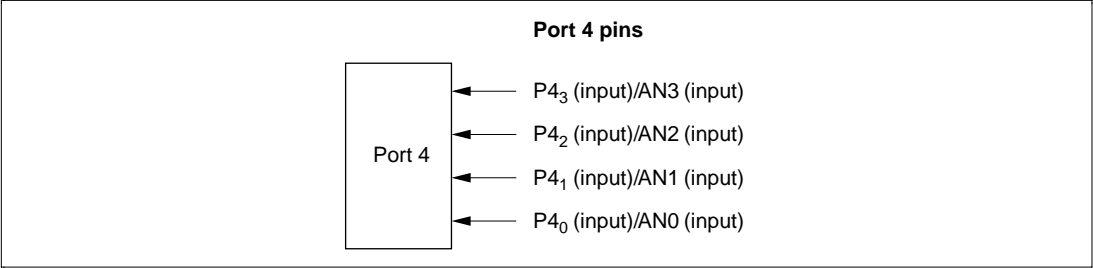 Port 4 pins
P4₃ (input)/AN3 (input)
P4₂ (input)/AN2 (input)
Port 4
P4₁ (input)/AN1 (input)
P4₀ (input)/AN0 (input)